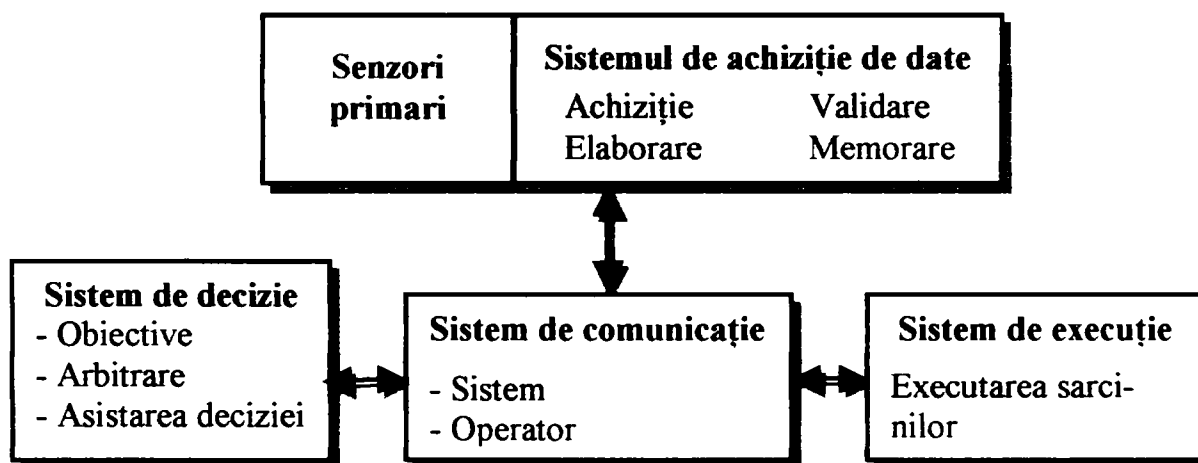 Senzori
primari
Sistemul de achiziție de date
Achiziție Validare
Elaborare Memorare
Sistem de decizie
- Obiective
- Arbitrare
- Asistarea deciziei
Sistem de comunicație
- Sistem
- Operator
Sistem de execuție
Executarea sarci-
nilor